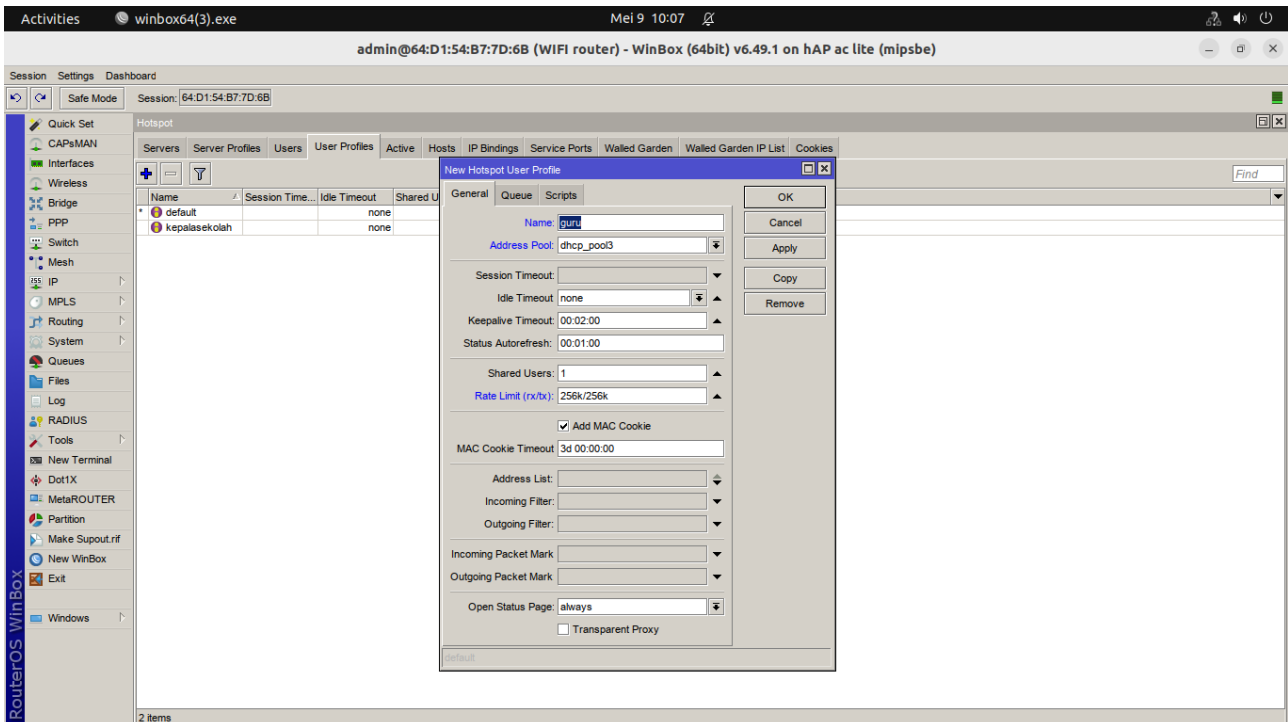 Activities winbox64(3).exe Mei 9 10:07
admin@64:D1:54:B7:7D:6B (WIFI router) - WinBox (64bit) v6.49.1 on hAP ac lite (mipsbe)
Session Settings Dashboard
Safe Mode Session: 64:D1:54:B7:7D:6B
Quick Set
CAPsMAN
Interfaces
Wireless
Bridge
PPP
Switch
Mesh
IP
MPLS
Routing
System
Queues
Files
Log
RADIUS
Tools
New Terminal
Dot1X
MetaROUTER
Partition
Make Supout.rif
New WinBox
Exit
Windows
RouterOS WinBox
Hotspot
Servers Server Profiles Users User Profiles Active Hosts IP Bindings Service Ports Walled Garden Walled Garden IP List Cookies
Find
Name Session Time... Idle Timeout Shared U
* default none
kepalasekolah none
2 items
New Hotspot User Profile
General Queue Scripts
Name: guru
Address Pool: dhcp_pool3
Session Timeout:
Idle Timeout none
Keepalive Timeout: 00:02:00
Status Autorefresh: 00:01:00
Shared Users: 1
Rate Limit (rx/tx): 256k/256k
Add MAC Cookie
MAC Cookie Timeout 3d 00:00:00
Address List:
Incoming Filter:
Outgoing Filter:
Incoming Packet Mark
Outgoing Packet Mark
Open Status Page: always
Transparent Proxy
default
OK
Cancel
Apply
Copy
Remove